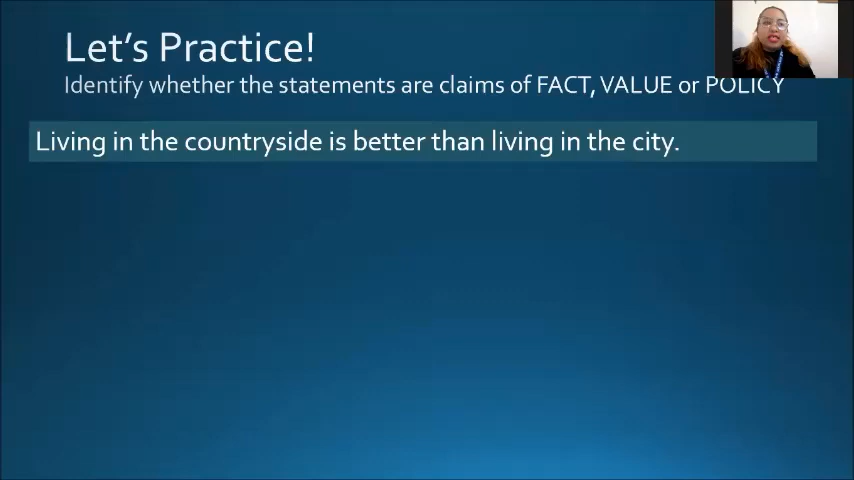 Let's Practice!
Identify whether the statements are claims of FACT, VALUE or POLICY
Living in the countryside is better than living in the city.